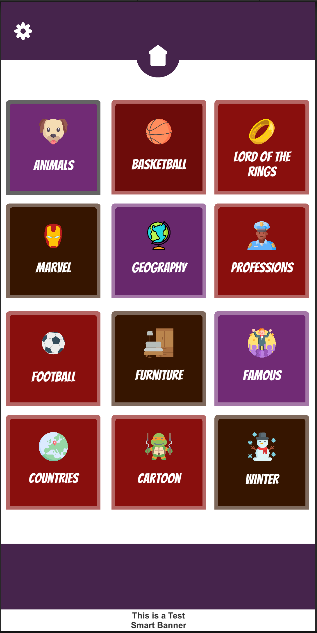 ANIMALS
BASKETBALL
LORD OF THE
RINGS
MARVEL
GEOGRAPHY
PROFESSIONS
FOOTBALL
FURNITURE
FAMOUS
COUNTRIES
CARTOON
WINTER
This is a Test
Smart Banner